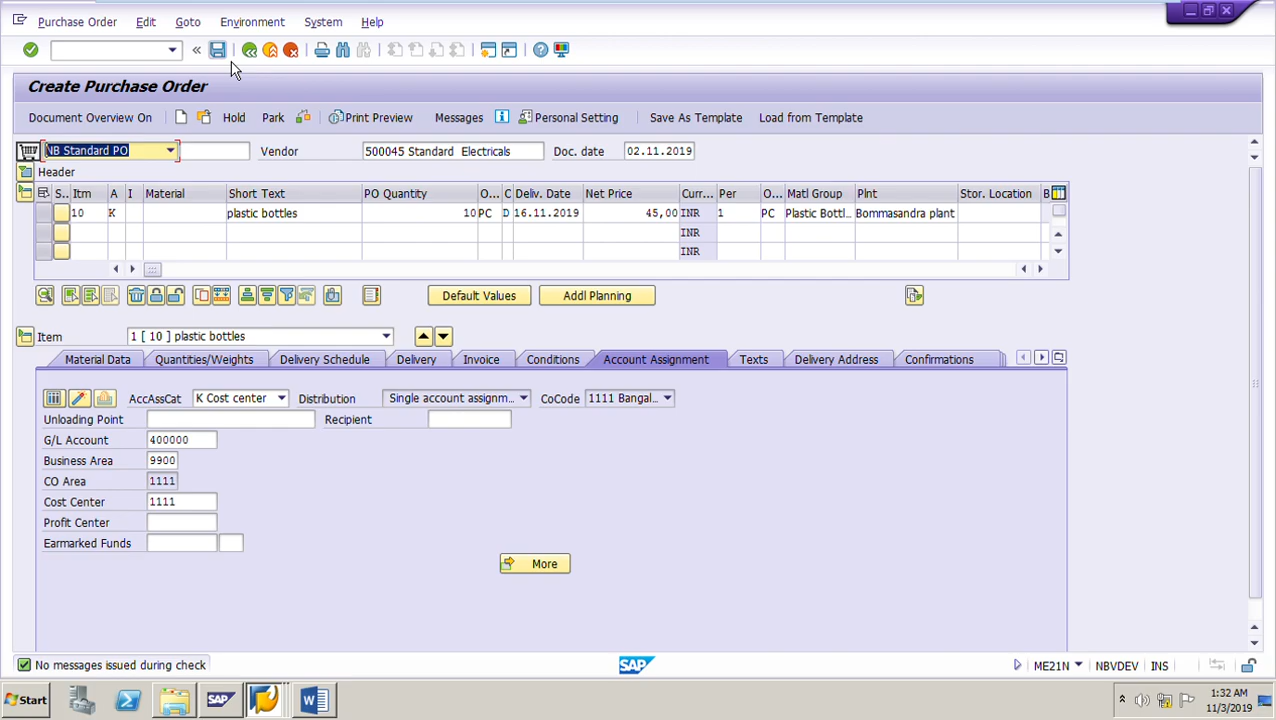 Purchase Order Edit Goto Environment System Help
«
Create Purchase Order
Document Overview On Hold Park Print Preview Messages Personal Setting Save As Template Load from Template
NB Standard PO Vendor 500045 Standard Electricals Doc. date 02.11.2019
Header
S.. Itm A I Material Short Text PO Quantity O... C Deliv. Date Net Price Curr... Per O... Matl Group Plnt Stor. Location B
10 K plastic bottles 10 PC D 16.11.2019 45,00 INR 1 PC Plastic Bottl.. Bommasandra plant
INR
INR
Default Values Addl Planning
Item 1 [ 10 ] plastic bottles
Material Data Quantities/Weights Delivery Schedule Delivery Invoice Conditions Account Assignment Texts Delivery Address Confirmations
AccAssCat K Cost center Distribution Single account assignm... CoCode 1111 Bangal...
Unloading Point Recipient
G/L Account 400000
Business Area 9900
CO Area 1111
Cost Center 1111
Profit Center
Earmarked Funds
More
No messages issued during check SAP ME21N NBVDEV INS
Start SAP W 1:32 AM
11/3/2019